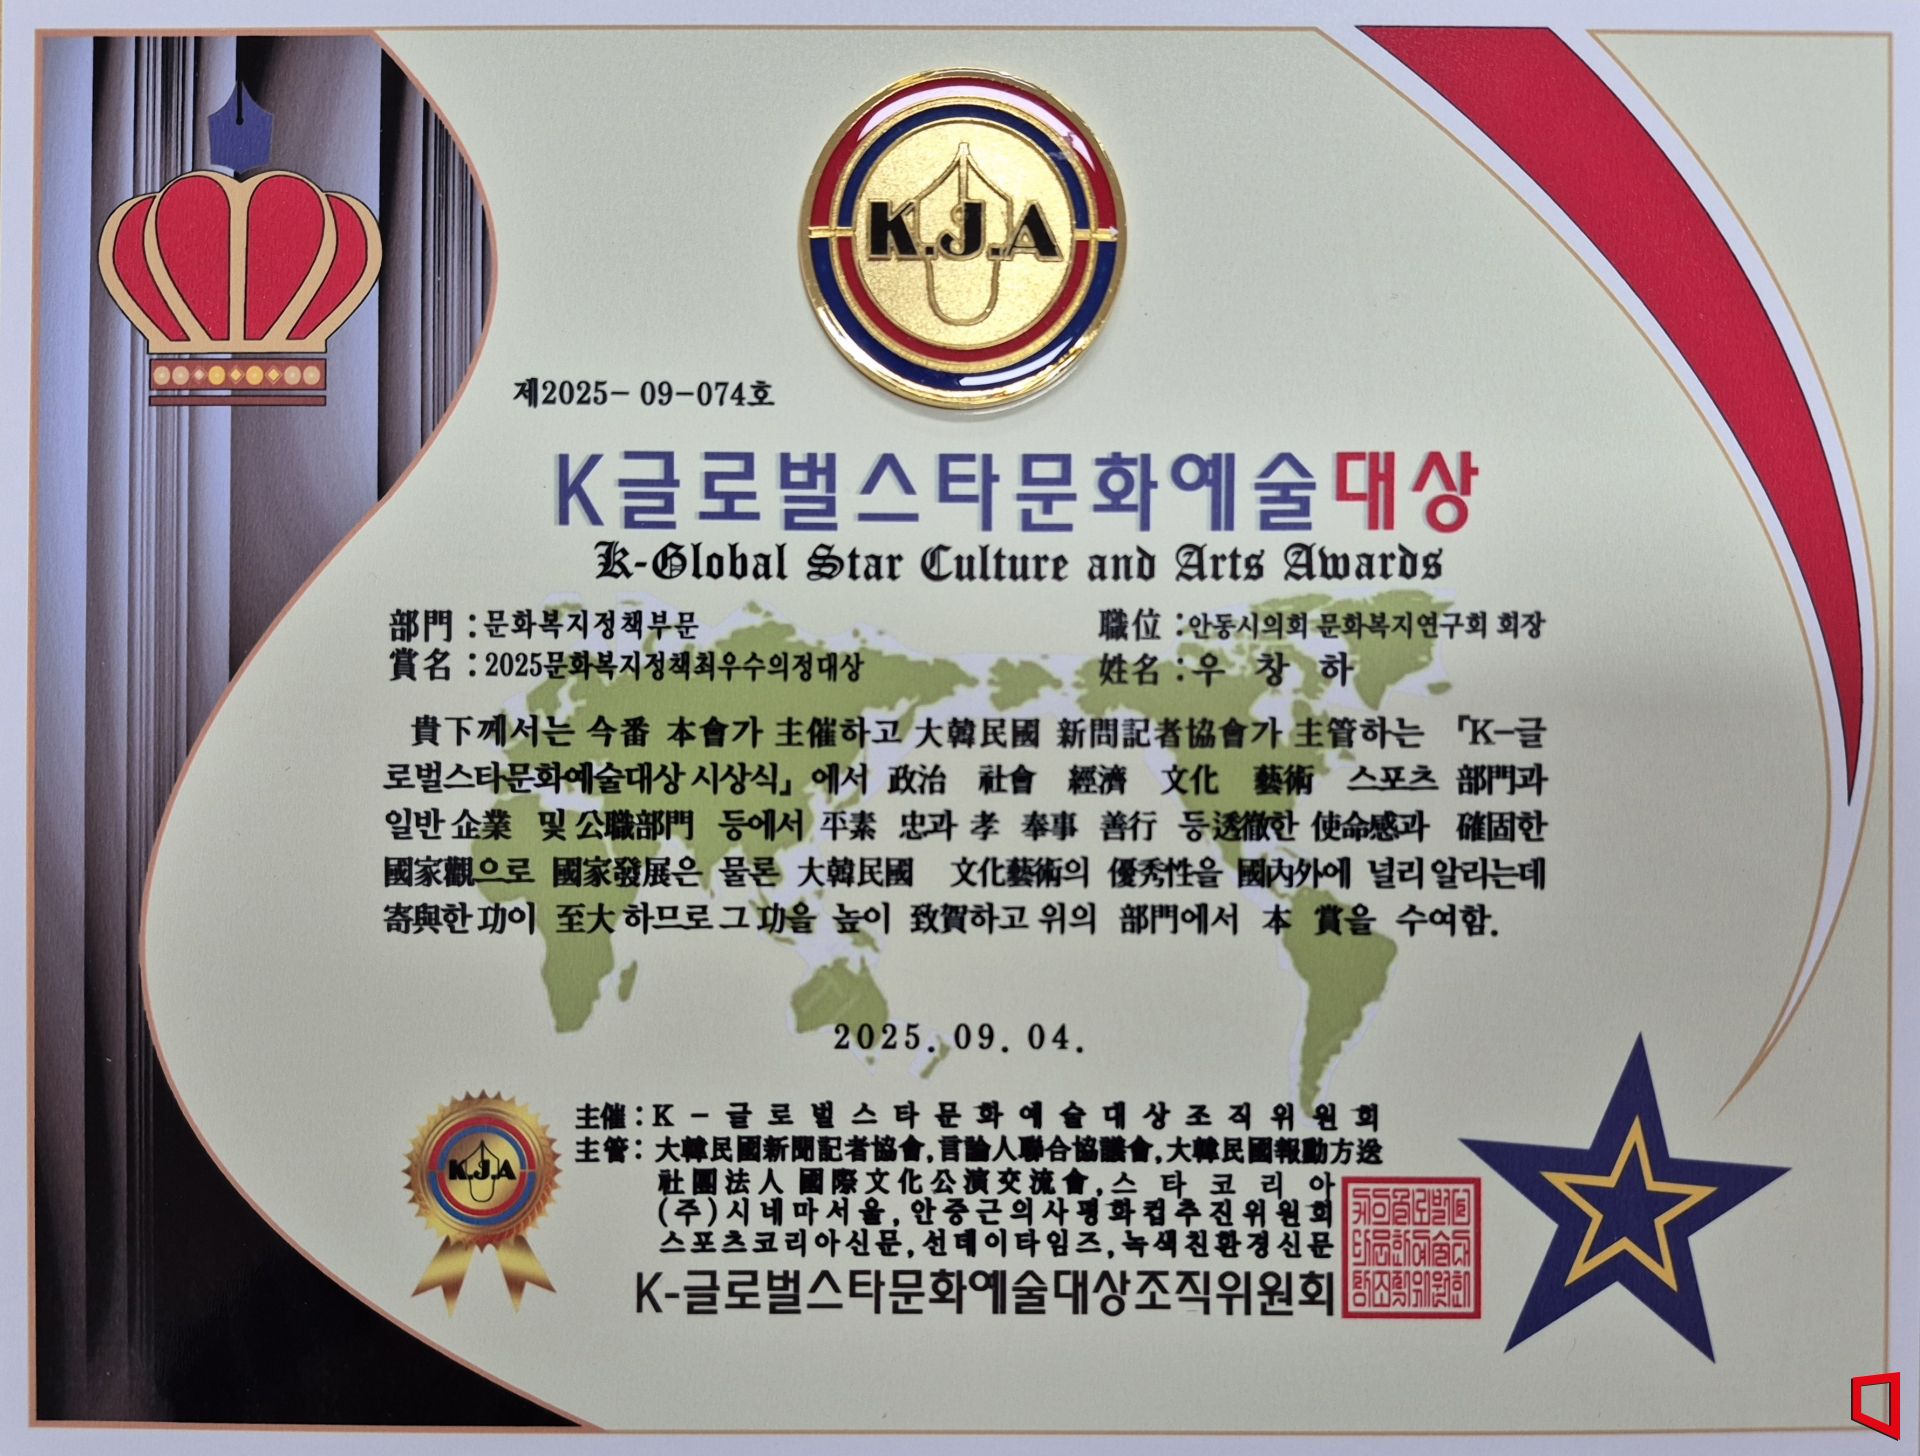 K.J.A
제2025- 09-074호
K글로벌스타문화예술대상
K-Global Star Culture and Arts Awards
部門 : 문화복지정책부문
職位 : 안동시의회 문화복지연구회 회장
賞名 : 2025문화복지정책최우수의정대상
姓名 : 우 창 하
貴下께서는 今番 本會가 主催하고 大韓民國 新問記者協會가 主管하는 「K-글
로벌스타문화예술대상 시상식」에서 政治 社會 經濟 文化 藝術 스포츠 部門과
일반 企業 및 公職部門 등에서 平素 忠과 孝 奉事 善行 등 透徹한 使命感과 確固한
國家觀으로 國家發展은 물론 大韓民國 文化藝術의 優秀性을 國內外에 널리 알리는데
寄與한 功이 至大 하므로 그 功을 높이 致賀하고 위의 部門에서 本 賞을 수여함.
2025. 09. 04.
主催 : K - 글로벌스타문화예술대상조직위원회
主管 : 大韓民國新聞記者協會, 言論人聯合協議會, 大韓民國報勳方送
社團法人 國際文化公演交流會, 스타코리아
(주)시네마서울, 안중근의사평화컵추진위원회
스포츠코리아신문, 선데이타임즈, 녹색친환경신문
K-글로벌스타문화예술대상조직위원회
K.J.A